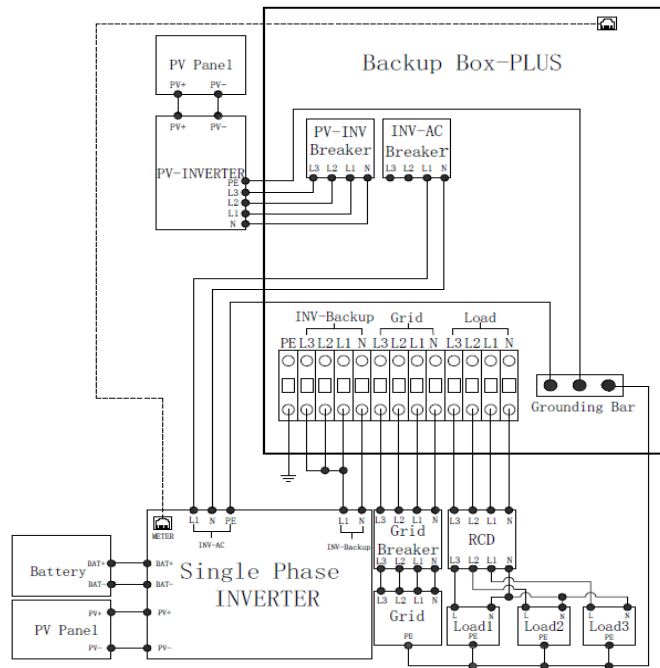 Backup Box-PLUS
PV Panel
PV+ PV-
PV+ PV-
PV-INVERTER
PE
L3
L2
L1
N
PV-INV
Breaker
L3 L2 L1 N
INV-AC
Breaker
L3 L2 L1 N
INV-Backup Grid Load
PE L3 L2 L1 N L3 L2 L1 N L3 L2 L1 N
Grounding Bar
L1 N PE
INV-AC
METER
L1 N
INV-Backup
Single Phase
INVERTER
BAT+
BAT-
PV+
PV-
Battery
BAT+
BAT-
PV Panel
PV+
PV-
L3 L2 L1 N
Grid
Breaker
L3 L2 L1 N
L3 L2 L1 N
Grid
PE
L3 L2 L1 N
RCD
L3 L2 L1 N
L N
Load1
PE
L N
Load2
PE
L N
Load3
PE